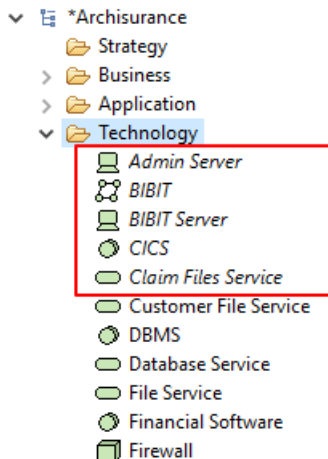 *Archisurance
Strategy
Business
Application
Technology
Admin Server
BIBIT
BIBIT Server
CICS
Claim Files Service
Customer File Service
DBMS
Database Service
File Service
Financial Software
Firewall